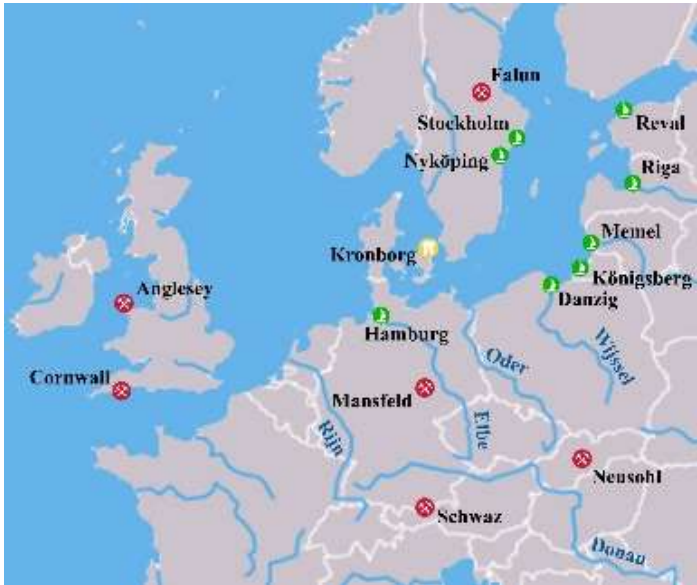 Falun
Stockholm
Reval
Nyköping
Riga
Memel
Kronborg
Königsberg
Anglesey
Danzig
Hamburg
Wijssel
Oder
Cornwall
Mansfeld
Elbe
Rijn
Neusohl
Schwaz
Donau